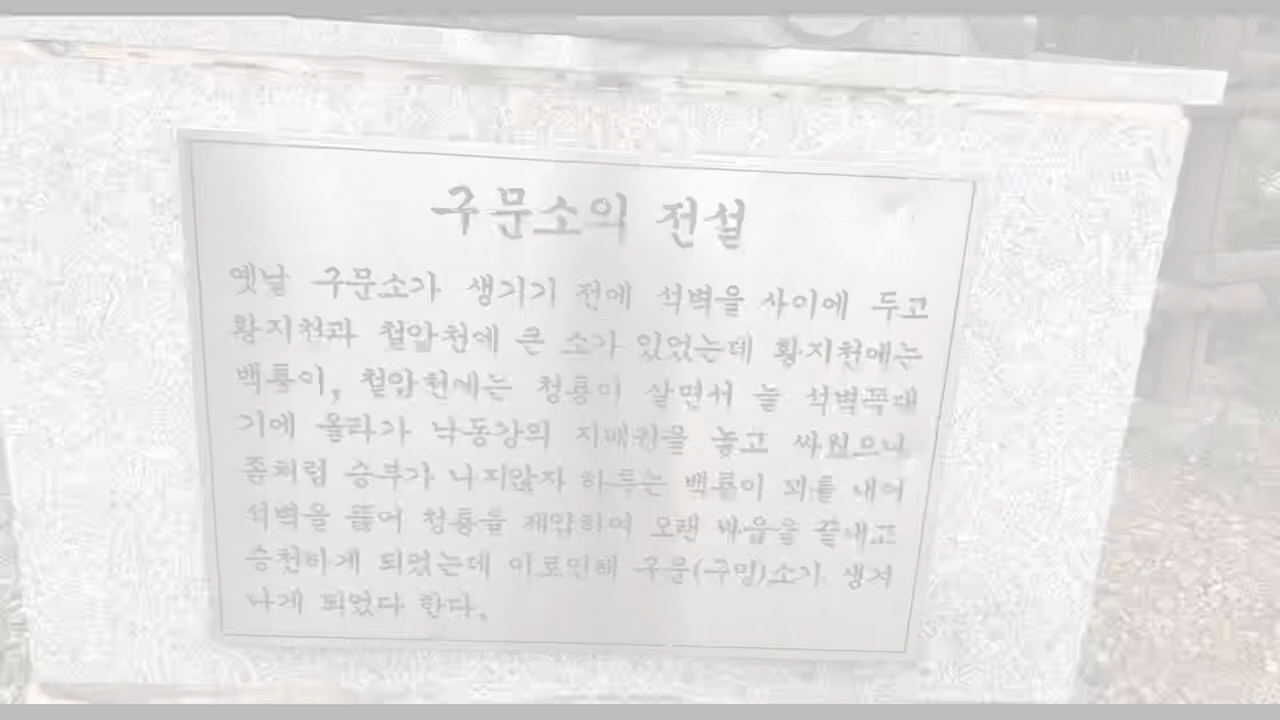 구문소의 전설
옛날 구문소가 생기기 전에 석벽을 사이에 두고
황지천과 철암천에 큰 소가 있었는데 황지천에는
백룡이, 철암천에는 청룡이 살면서 늘 석벽꼭대
기에 올라가 낙동강의 지배권을 놓고 싸웠으나
좀처럼 승부가 나지않자 하루는 백룡이 꾀를 내어
석벽을 뚫어 청룡을 제압하여 오랜 싸움을 끝내고
승천하게 되었는데 이로인해 구문(구멍)소가 생겨
나게 되었다 한다.